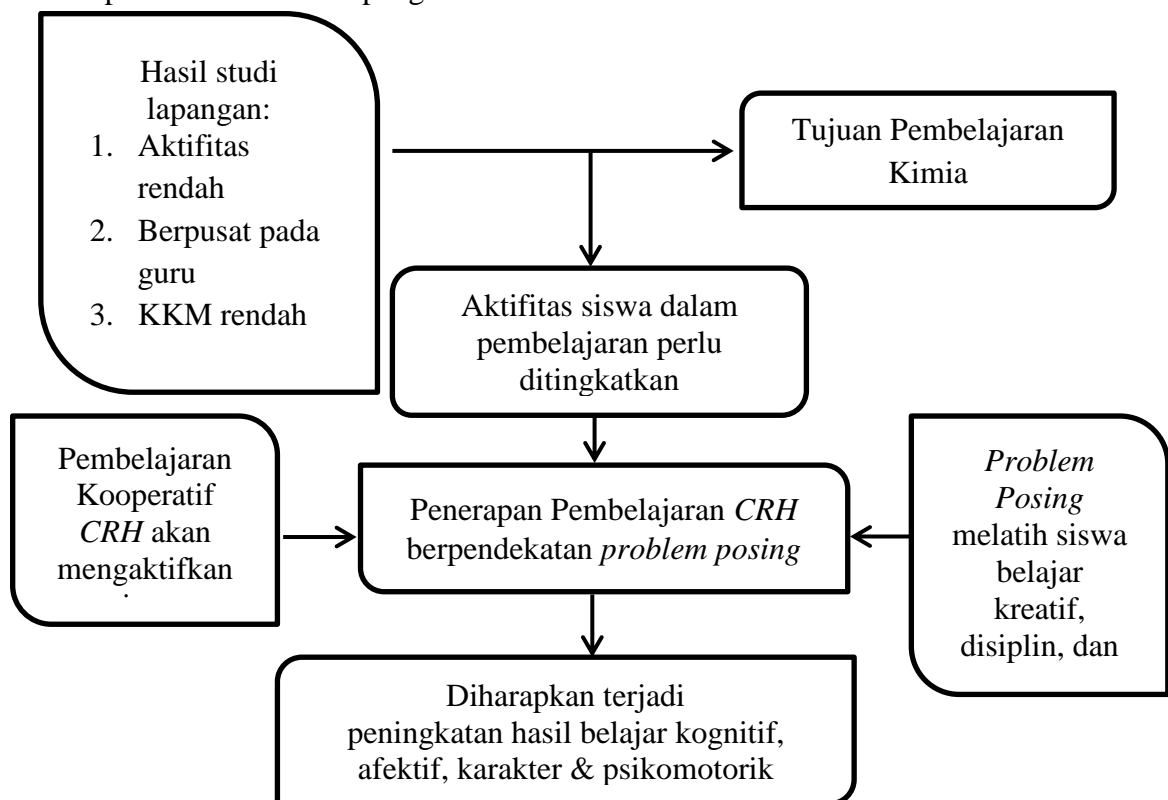 Hasil studi
lapangan:
1. Aktifitas
rendah
2. Berpusat pada
guru
3. KKM rendah
Tujuan Pembelajaran
Kimia
Aktifitas siswa dalam
pembelajaran perlu
ditingkatkan
Pembelajaran
Kooperatif
CRH akan
mengaktifkan
Penerapan Pembelajaran CRH
berpendekatan problem posing
Problem
Posing
melatih siswa
belajar
kreatif,
disiplin, dan
Diharapkan terjadi
peningkatan hasil belajar kognitif,
afektif, karakter & psikomotorik